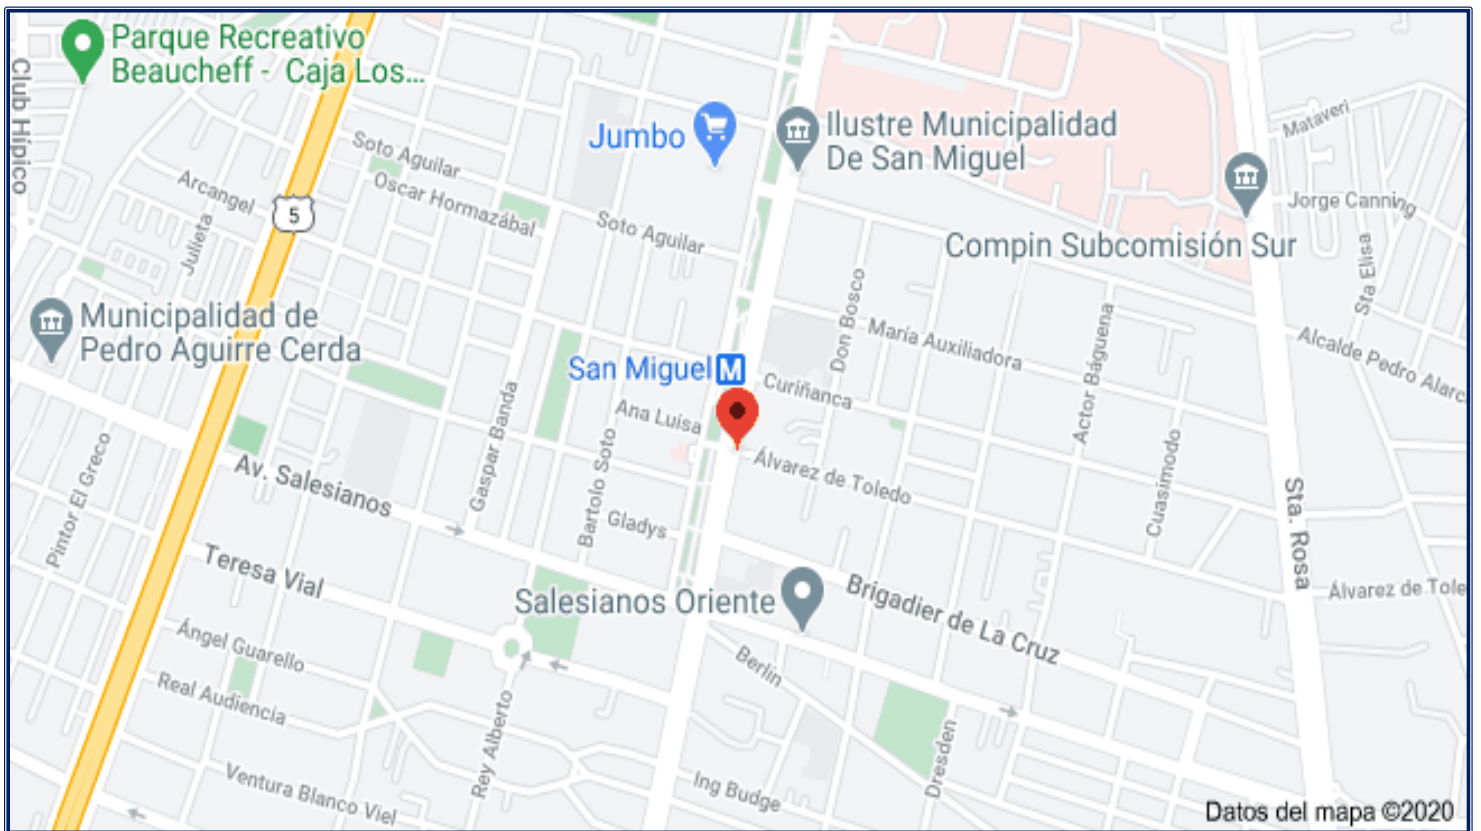 Parque Recreativo
Beaucheff - Caja Los...
Club Hípico
Jumbo
Ilustre Municipalidad
De San Miguel
Mataveri
Soto Aguilar
Arcangel
Oscar Hormazábal
5
Julieta
Soto Aguilar
Jorge Canning
Compin Subcomisión Sur
Sta Elisa
Municipalidad de
Pedro Aguirre Cerda
Don Bosco
María Auxiliadora
Actor Báguena
Alcalde Pedro Alarc
San Miguel M
Curiñanca
Gaspar Banda
Ana Luisa
Bartolo Soto
Álvarez de Toledo
Cuasimodo
Pintor El Greco
Av. Salesianos
Gladys
Sta. Rosa
Teresa Vial
Salesianos Oriente
Brigadier de La Cruz
Álvarez de Tole
Ángel Guarello
Berlin
Real Audiencia
Rey Alberto
Dresden
Ventura Blanco Viel
Ing Budge
Datos del mapa ©2020